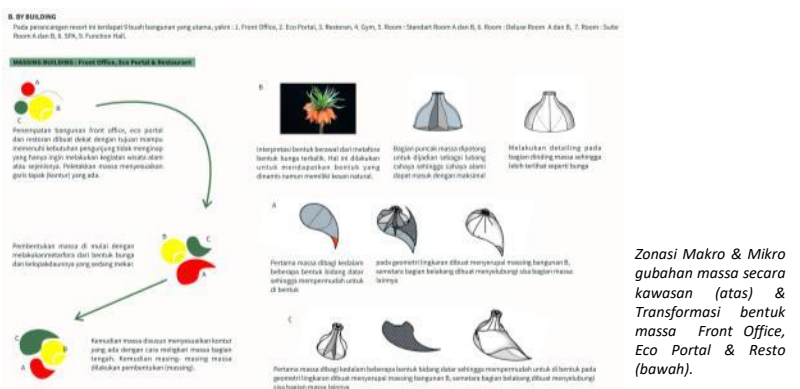 B. BY BUILDING
Pada perancangan resort ini terdapat 9 buah bangunan yang utama, yakni : 1. Front Office, 2. Eco Portal, 3. Restoran, 4. Gym, 5. Room : Standart Room A dan B, 6. Room : Deluxe Room A dan B, 7. Room : Suite
Room A dan B, 8. SPA, 9. Function Hall.
MASSING BUILDING : Front Office, Eco Portal & Restaurant
A
B
C
Penempatan bangunan front office, eco portal
dan restoran dibuat dekat dengan tujuan mampu
memenuhi kebutuhan pengunjung tidak menginap
yang hanya ingin melakukan kegiatan wisata alam
atau sejenisnya. Peletakkan massa menyesuaikan
garis tapak (kontur) yang ada.
B
Interpretasi bentuk berawal dari metafora
bentuk bunga terbalik. Hal ini dilakukan
untuk mendapatkan bentuk yang
dinamis namun memiliki kesan natural.
Bagian puncak massa dipotong
untuk dijadikan sebagai lubang
cahaya sehingga cahaya alami
dapat masuk dengan maksimal
Melakukan detailing pada
bagian dinding massa sehingga
lebih terlihat seperti bunga
Pembentukan massa di mulai dengan
melakukanmetarfora dari bentuk bunga
dan kelopakdaunnya yang sedang mekar.
B
C
A
A
Pertama massa dibagi kedalam
beberapa bentuk bidang datar
sehingga mempermudah untuk
di bentuk
pada geometri lingkaran dibuat menyerupai massing bangunan B,
sementara bagian belakang dibuat menyelubungi sisa bagian massa
lainnya
C
B
A
Kemudian massa disusun menyesuaikan kontur
yang ada dengan cara meligkari massa bagian
tengah. Kemudian masing- masing massa
dilakukan pembentukan (massing).
C
Pertama massa dibagi kedalam beberapa bentuk bidang datar sehingga mempermudah untuk di bentuk pada
geometri lingkaran dibuat menyerupai massing bangunan B, sementara bagian belakang dibuat menyelubungi
sisa bagian massa lainnya
Zonasi Makro & Mikro
gubahan massa secara
kawasan (atas) &
Transformasi bentuk
massa Front Office,
Eco Portal & Resto
(bawah).